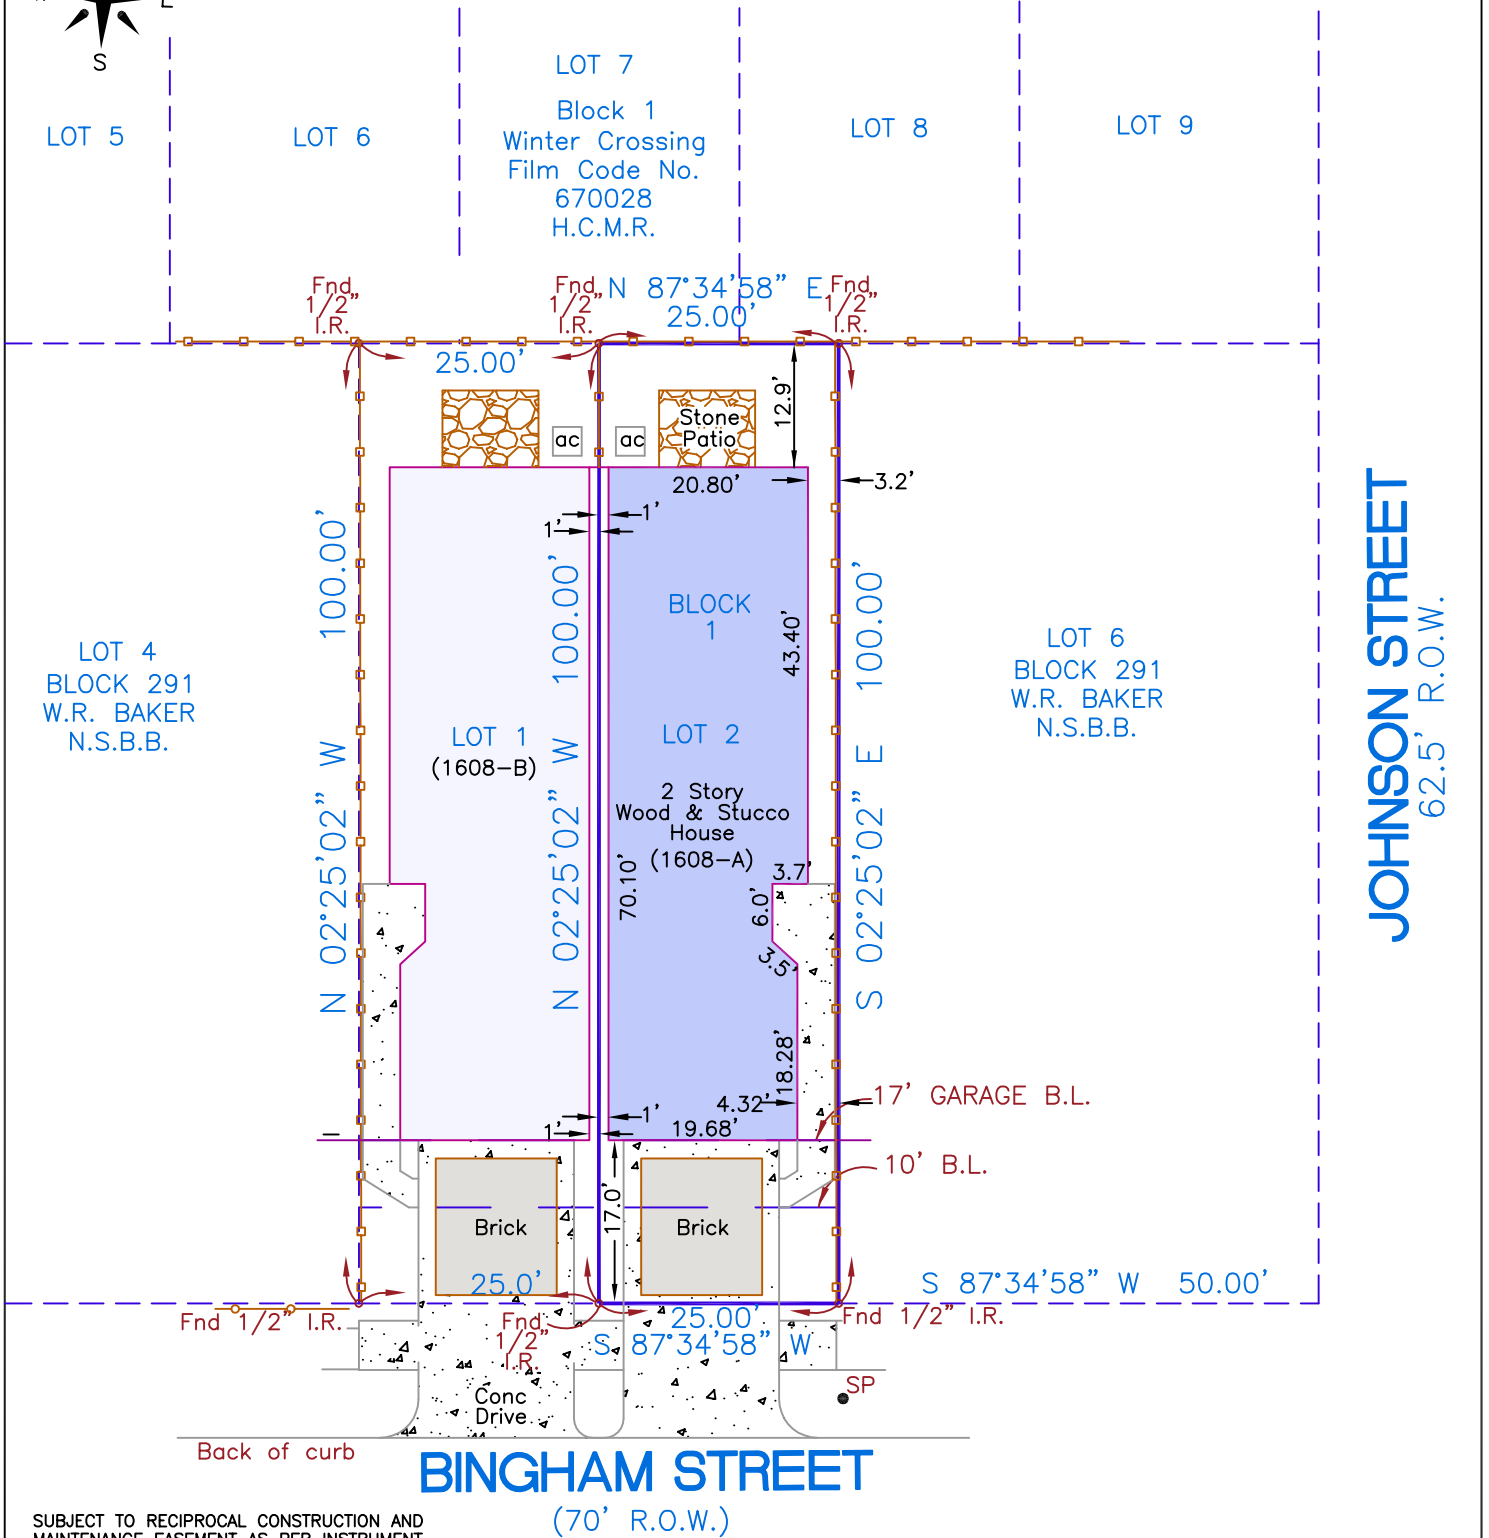 E
S
LOT 5
LOT 6
LOT 7
Block 1
Winter Crossing
Film Code No.
670028
H.C.M.R.
LOT 8
LOT 9
Fnd
1/2"
I.R.
Fnd
1/2"
I.R.
N 87°34'58" E
25.00'
Fnd
1/2"
I.R.
25.00'
12.9'
Stone
Patio
ac
ac
20.80'
3.2'
1'
1'
N 02°25'02" W 100.00'
N 02°25'02" W 100.00'
S 02°25'02" E 100.00'
BLOCK
1
43.40'
LOT 4
BLOCK 291
W.R. BAKER
N.S.B.B.
LOT 1
(1608-B)
LOT 2
2 Story
Wood & Stucco
House
(1608-A)
LOT 6
BLOCK 291
W.R. BAKER
N.S.B.B.
JOHNSON STREET
62.5' R.O.W.
70.10'
3.7'
6.0'
3.5'
18.28'
4.32'
1'
1'
19.68'
17' GARAGE B.L.
10' B.L.
17.0'
Brick
Brick
25.0'
S 87°34'58" W 50.00'
Fnd 1/2" I.R.
Fnd
1/2"
I.R.
25.00'
S 87°34'58" W
Fnd 1/2" I.R.
SP
Conc
Drive
Back of curb
BINGHAM STREET
(70' R.O.W.)
SUBJECT TO RECIPROCAL CONSTRUCTION AND
MAINTENANCE EASEMENT AS PER INSTRUMENT